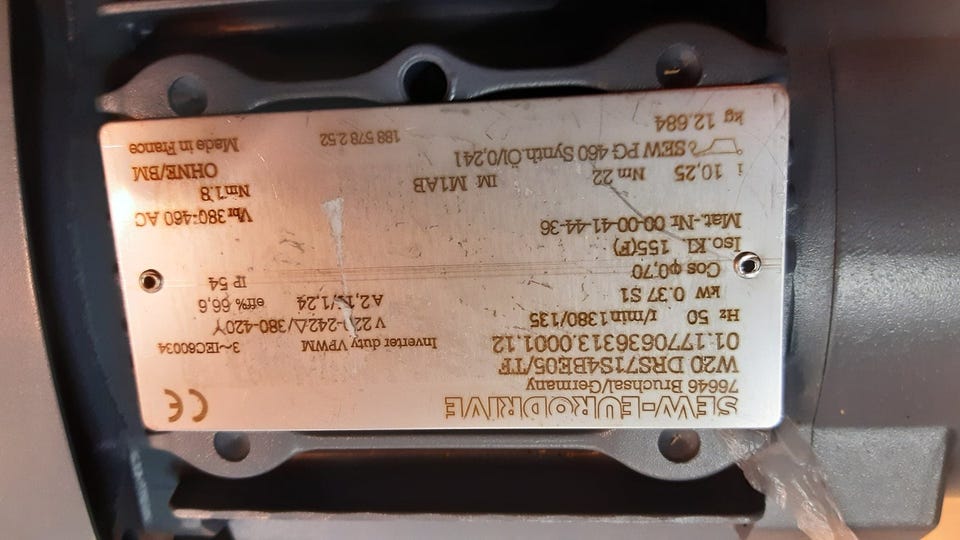 SEW-EURODRIVE
76646 Bruchsal/Germany CE
W20 DRS71S4BE05/TF
01.1770636313.0001.12 3~IEC60034
Hz 50 r/min 1380/135 Inverter duty VPWM
kW 0.37 S1 V 220-242△/380-420Y
Cos φ0,70 A 2,15/1,24 eff% 66,6
Iso.Kl 155(F) IP 54
Mat.-Nr 00-00-41-44-36 Vbr 380-460 AC
Nm 1.8
i 10,25 Nm 22 IM M1AB OHNE/BM
SEW PG 460 Synth.Öl/0,24 l Made in France
kg 12.684 188 578 2.52